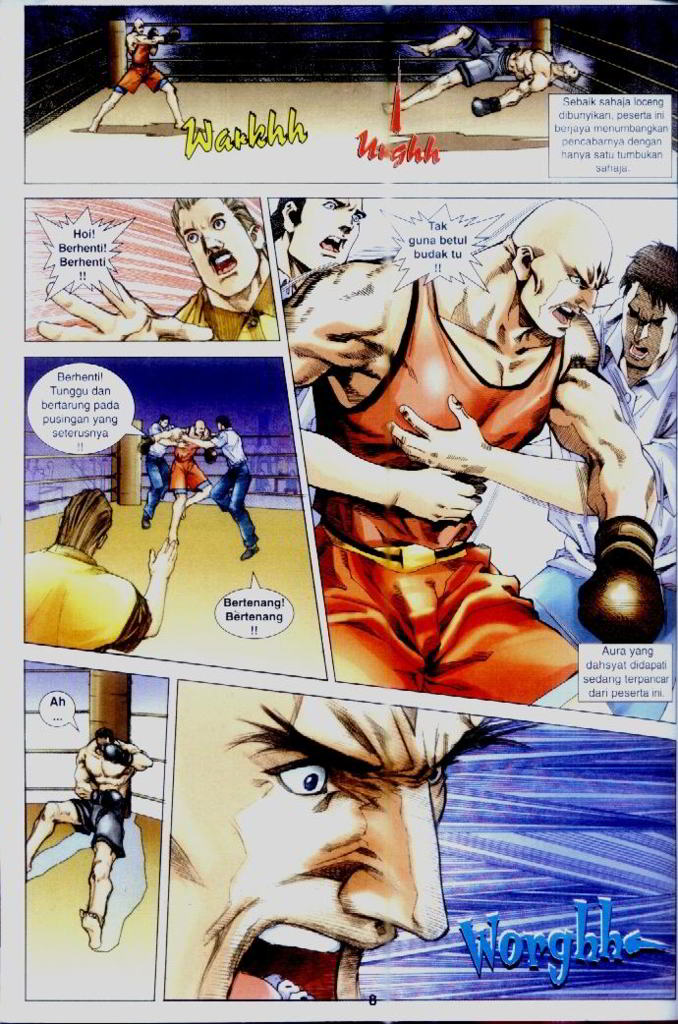 Warkhh
Urghh
Sebaik sahaja loceng
dibunyikan, peserta ini
berjaya menumbangkan
pencabarnya dengan
hanya satu tumbukan
sahaja.
Hoi!
Berhenti!
Berhenti
!!
Tak
guna betul
budak tu
!!
Berhenti!
Tunggu dan
bertarung pada
pusingan yang
seterusnya
!!
Bertenang!
Bertenang
!!
Aura yang
dahsyat didapati
sedang terpancar
dari peserta ini.
Ah
...
Worghh
8